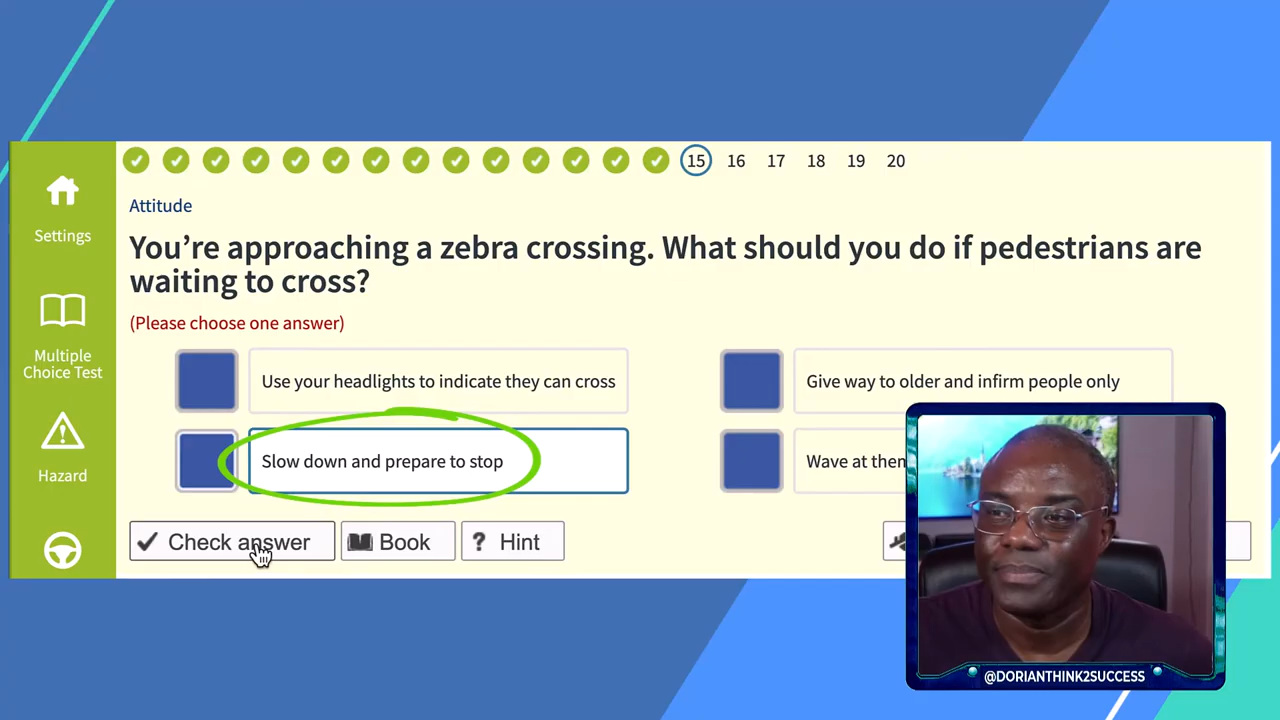 15 16 17 18 19 20
Settings
Multiple
Choice Test
Hazard
Attitude
You’re approaching a zebra crossing. What should you do if pedestrians are
waiting to cross?
(Please choose one answer)
Use your headlights to indicate they can cross
Give way to older and infirm people only
Slow down and prepare to stop
Wave at them
Check answer
Book
? Hint
@DORIANTHINK2SUCCESS